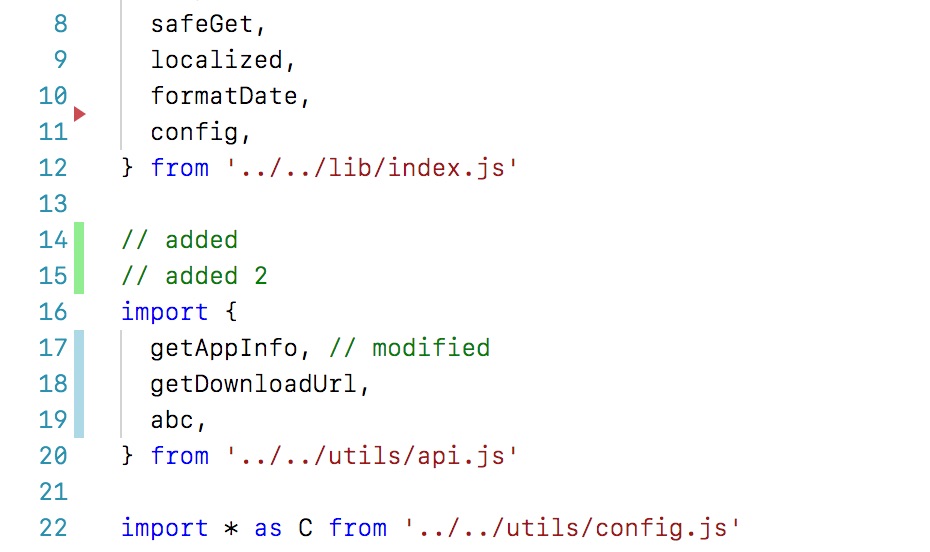 8 safeGet,
9 localized,
10 formatDate,
11 config,
12 } from '../../lib/index.js'
13
14 // added
15 // added 2
16 import {
17 getAppInfo, // modified
18 getDownloadUrl,
19 abc,
20 } from '../../utils/api.js'
21
22 import * as C from '../../utils/config.js'